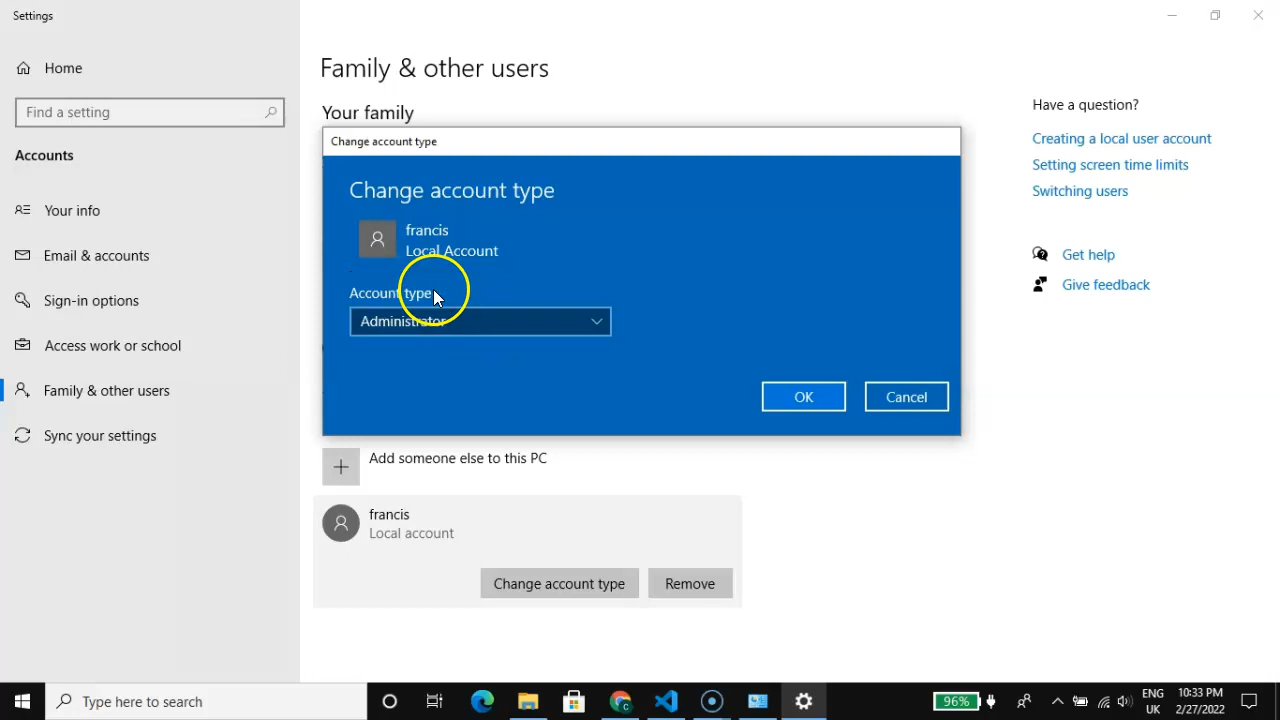 Settings
Home
Find a setting
Accounts
Your info
Email & accounts
Sign-in options
Access work or school
Family & other users
Sync your settings
Family & other users
Your family
Change account type
Change account type
francis
Local Account
Account type
Administrator
OK
Cancel
Add someone else to this PC
francis
Local account
Change account type
Remove
Have a question?
Creating a local user account
Setting screen time limits
Switching users
Get help
Give feedback
Type here to search
96%
ENG
UK
10:33 PM
2/27/2022